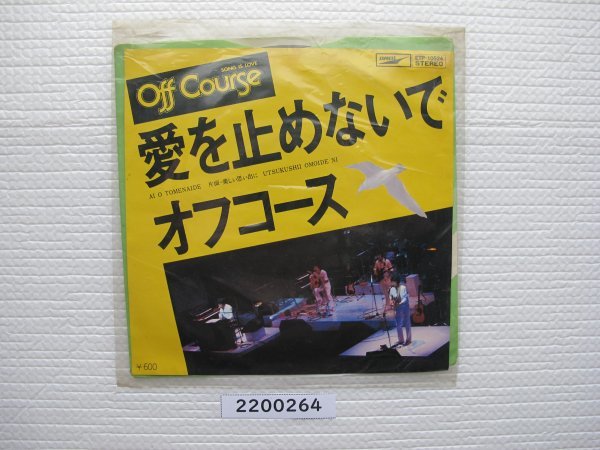 SONG is LOVE
Off Course
EXPRESS
ETP-10524
STEREO
愛を止めないで
AI O TOMENAIDE 片面・美しい思い出に UTSUKUSHII OMOIDE NI
オフコース
¥600
2200264